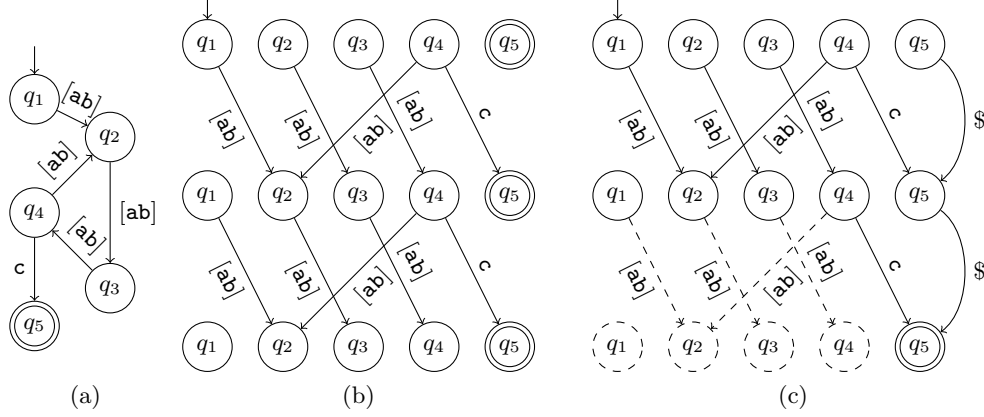 q1 q2 q3 q4 q5 q1 q2 q3 q4 q5
q1 [ab] q2
[ab] [ab] [ab] [ab] c [ab] [ab] [ab] [ab] c $
[ab]
q4 [ab] [ab] q1 q2 q3 q4 q5 q1 q2 q3 q4 q5
c q3
[ab] [ab] [ab] [ab] c [ab] [ab] [ab] [ab] c $
q5 q1 q2 q3 q4 q5 q1 q2 q3 q4 q5
(a) (b) (c)